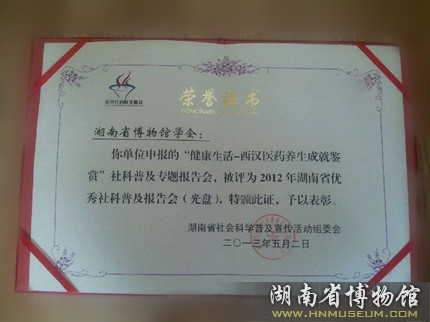 荣誉证书
湖南省博物馆学会：
你单位申报的“健康生活-西汉医药养生成就鉴
赏”社科普及专题报告会，被评为2012年湖南省优
秀社科普及报告会（光盘），特颁此证，予以表彰。
湖南省社会科学普及宣传活动组委会
二〇一三年五月二日
湖南省博物馆
WWW.HNMUSEUM.COM